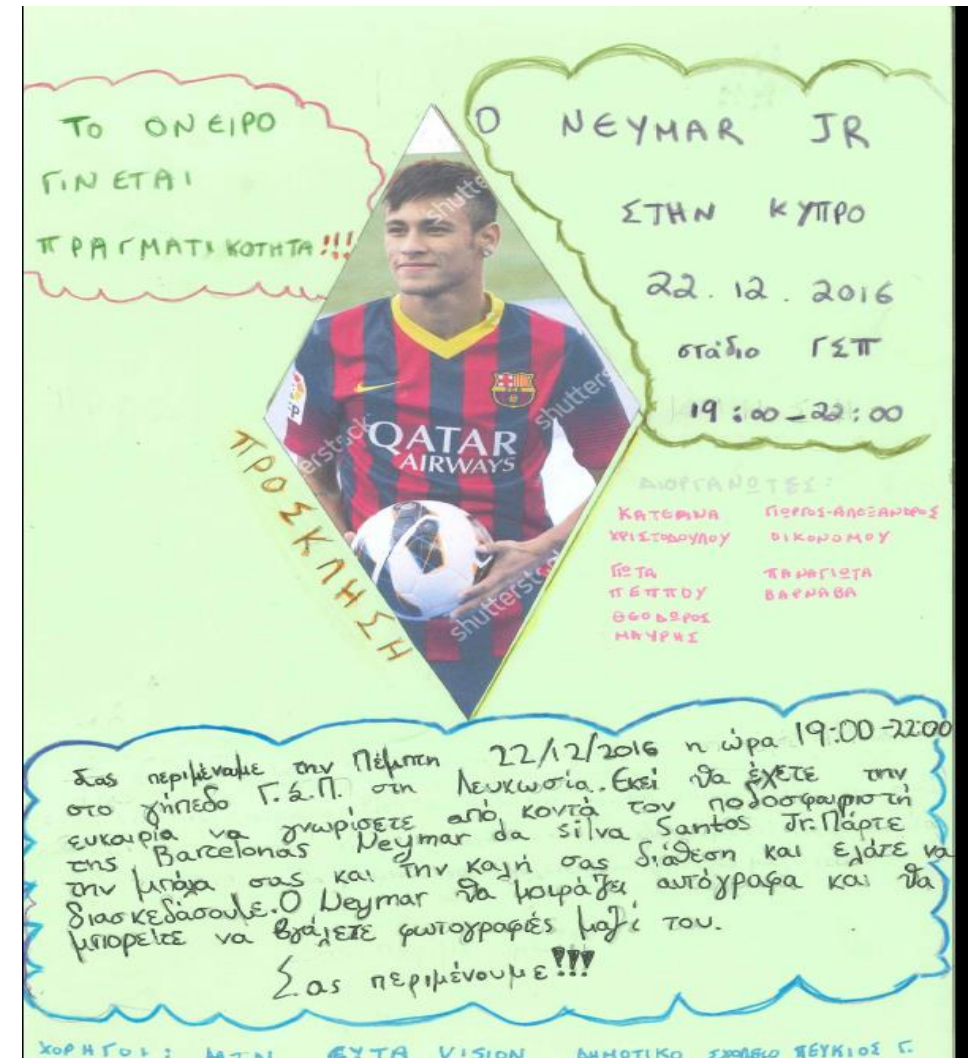 ΤΟ ΟΝΕΙΡΟ
ΓΙΝΕΤΑΙ
ΠΡΑΓΜΑΤΙΚΟΤΗΤΑ!!!
Ο NEYMAR JR
ΣΤΗΝ ΚΥΠΡΟ
22.12.2016
στάδιο ΓΣΠ
19:00-22:00
shutterstock
QATAR
AIRWAYS
ΠΡΟΣΚΛΗΣΗ
ΔΙΟΡΓΑΝΩΤΕΣ:
ΚΑΤΕΡΙΝΑ ΓΙΩΡΓΟΣ-ΑΛΕΞΑΝΔΡΟΣ
ΧΡΙΣΤΟΔΟΥΛΟΥ ΟΙΚΟΝΟΜΟΥ
ΓΙΩΤΑ ΠΑΝΑΓΙΩΤΑ
ΠΕΠΠΟΥ ΒΑΡΝΑΒΑ
ΘΕΟΔΩΡΟΣ
ΜΑΥΡΗΣ
Σας περιμέναμε την Πέμπτη 22/12/2016 η ώρα 19:00-22:00
στο γήπεδο Γ.Σ.Π. στη Λευκωσία. Εκεί θα έχετε την
ευκαιρία να γνωρίσετε από κοντά τον ποδοσφαιριστή
της Barcelonas Neymar da Silva Santos Jr. Πάρτε
την μπάλα σας και την καλή σας διάθεση και ελάτε να
διασκεδάσουμε. Ο Neymar θα μοιράζει αυτόγραφα και θα
μπορείτε να βγάλετε φωτογραφίες μαζί του.
Σας περιμένουμε!!!
ΧΟΡΗΓΟΙ: ΜΤΝ CYTA VISION ΔΗΜΟΤΙΚΟ ΣΧΟΛΕΙΟ ΠΕΥΚΙΟΣ Γ.